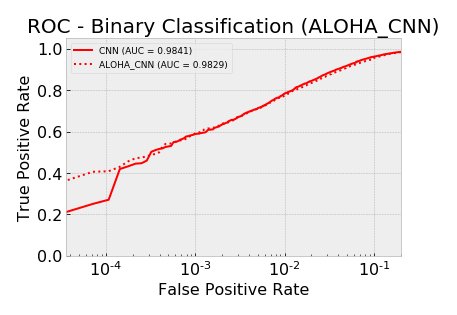 ROC - Binary Classification (ALOHA_CNN)
CNN (AUC = 0.9841)
ALOHA_CNN (AUC = 0.9829)
True Positive Rate
1.0
0.8
0.6
0.4
0.2
0.0
10⁻⁴ 10⁻³ 10⁻² 10⁻¹
False Positive Rate